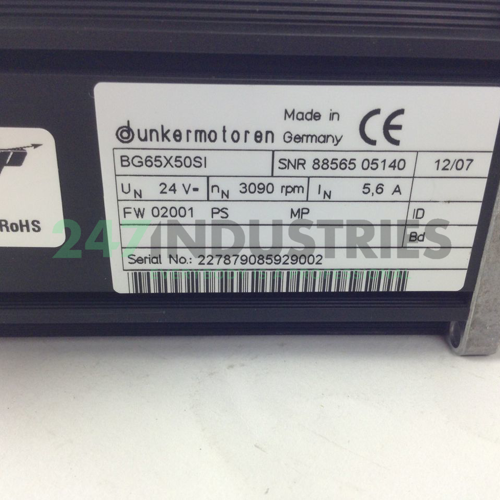 dunkermotoren Made in Germany CE
BG65X50SI SNR 88565 05140 12/07
UN 24 V= nN 3090 rpm IN 5,6 A
FW 02001 PS MP ID
Bd
Serial No.: 227879085929002
RoHS
247INDUSTRIES